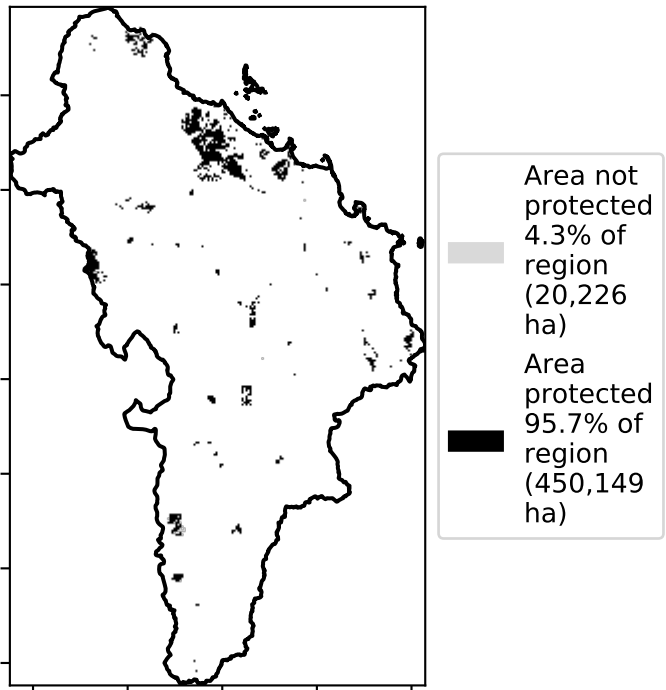 Area not
protected
4.3% of
region
(20,226
ha)
Area
protected
95.7% of
region
(450,149
ha)